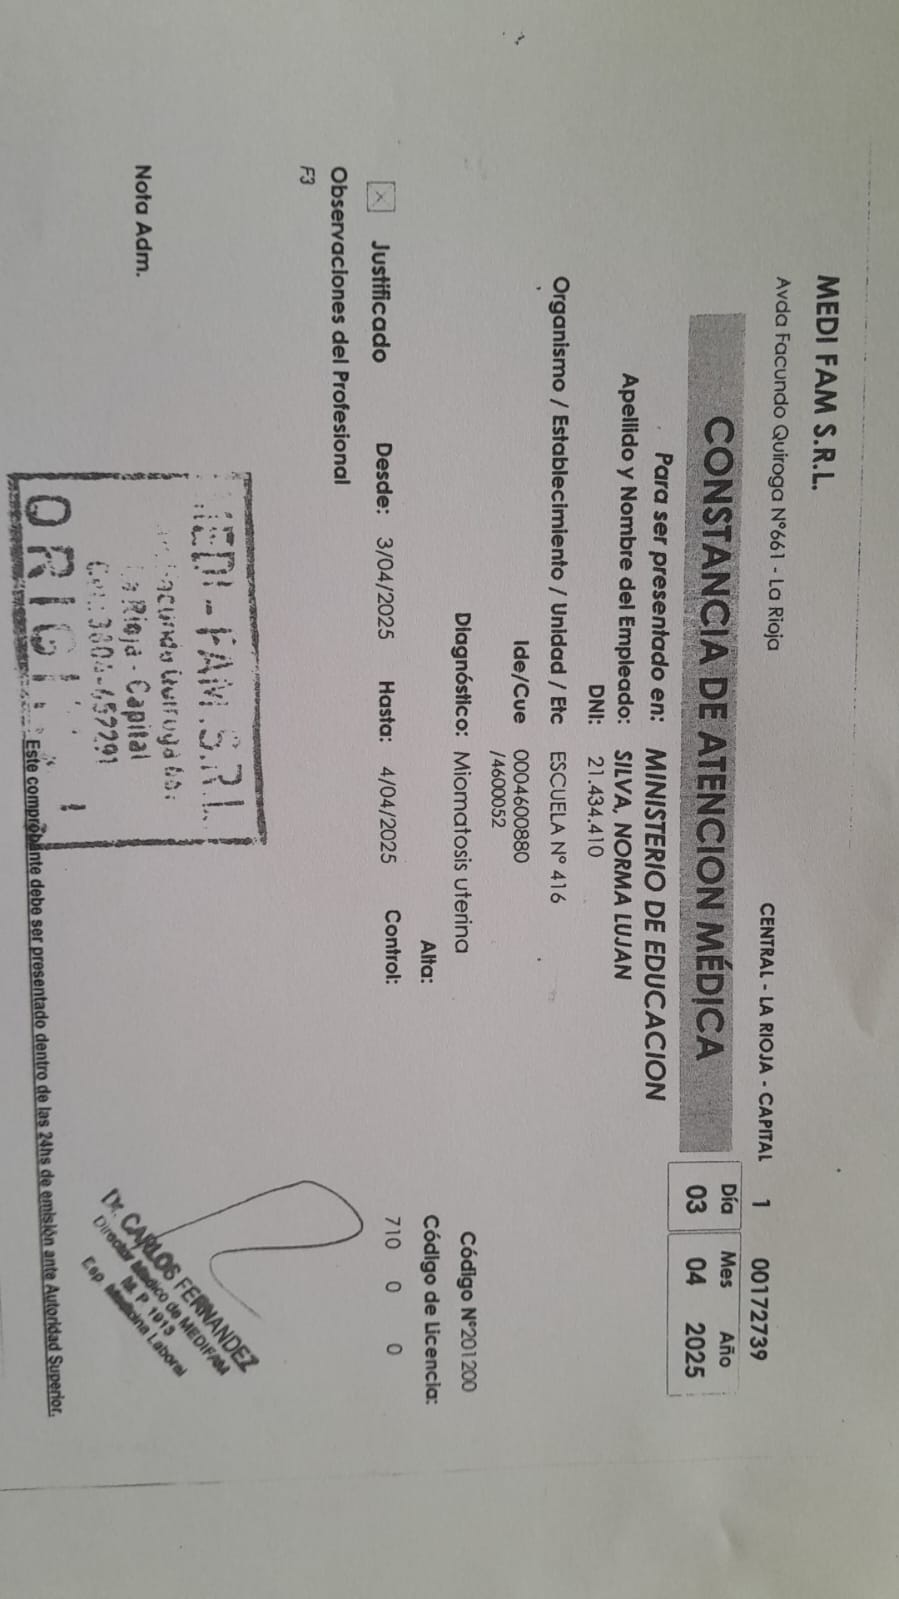 MEDI FAM S.R.L.
Avda Facundo Quiroga N°661 - La Rioja
CENTRAL - LA RIOJA - CAPITAL 1 00172739
CONSTANCIA DE ATENCION MÉDICA
Día Mes Año
03 04 2025
Para ser presentado en: MINISTERIO DE EDUCACION
Apellido y Nombre del Empleado: SILVA, NORMA LUJAN
DNI: 21.434.410
Organismo / Establecimiento / Unidad / Etc ESCUELA N° 416
Ide/Cue 0004600880
/4600052
Diagnóstico: Miomatosis uterina
Código N°201200
Alta:
Código de Licencia:
X Justificado Desde: 3/04/2025 Hasta: 4/04/2025 Control:
710 0 0
Observaciones del Profesional
F3
Nota Adm.
MEDI-FAM S.R.L.
La Rioja - Capital
ORIGINAL
Dr. CARLOS FERNANDEZ
Director Médico de MEDIFAM
M. P. 1913
Esp. Medicina Laboral
Este comprobante debe ser presentado dentro de las 24hs de emisión ante Autoridad Superior.